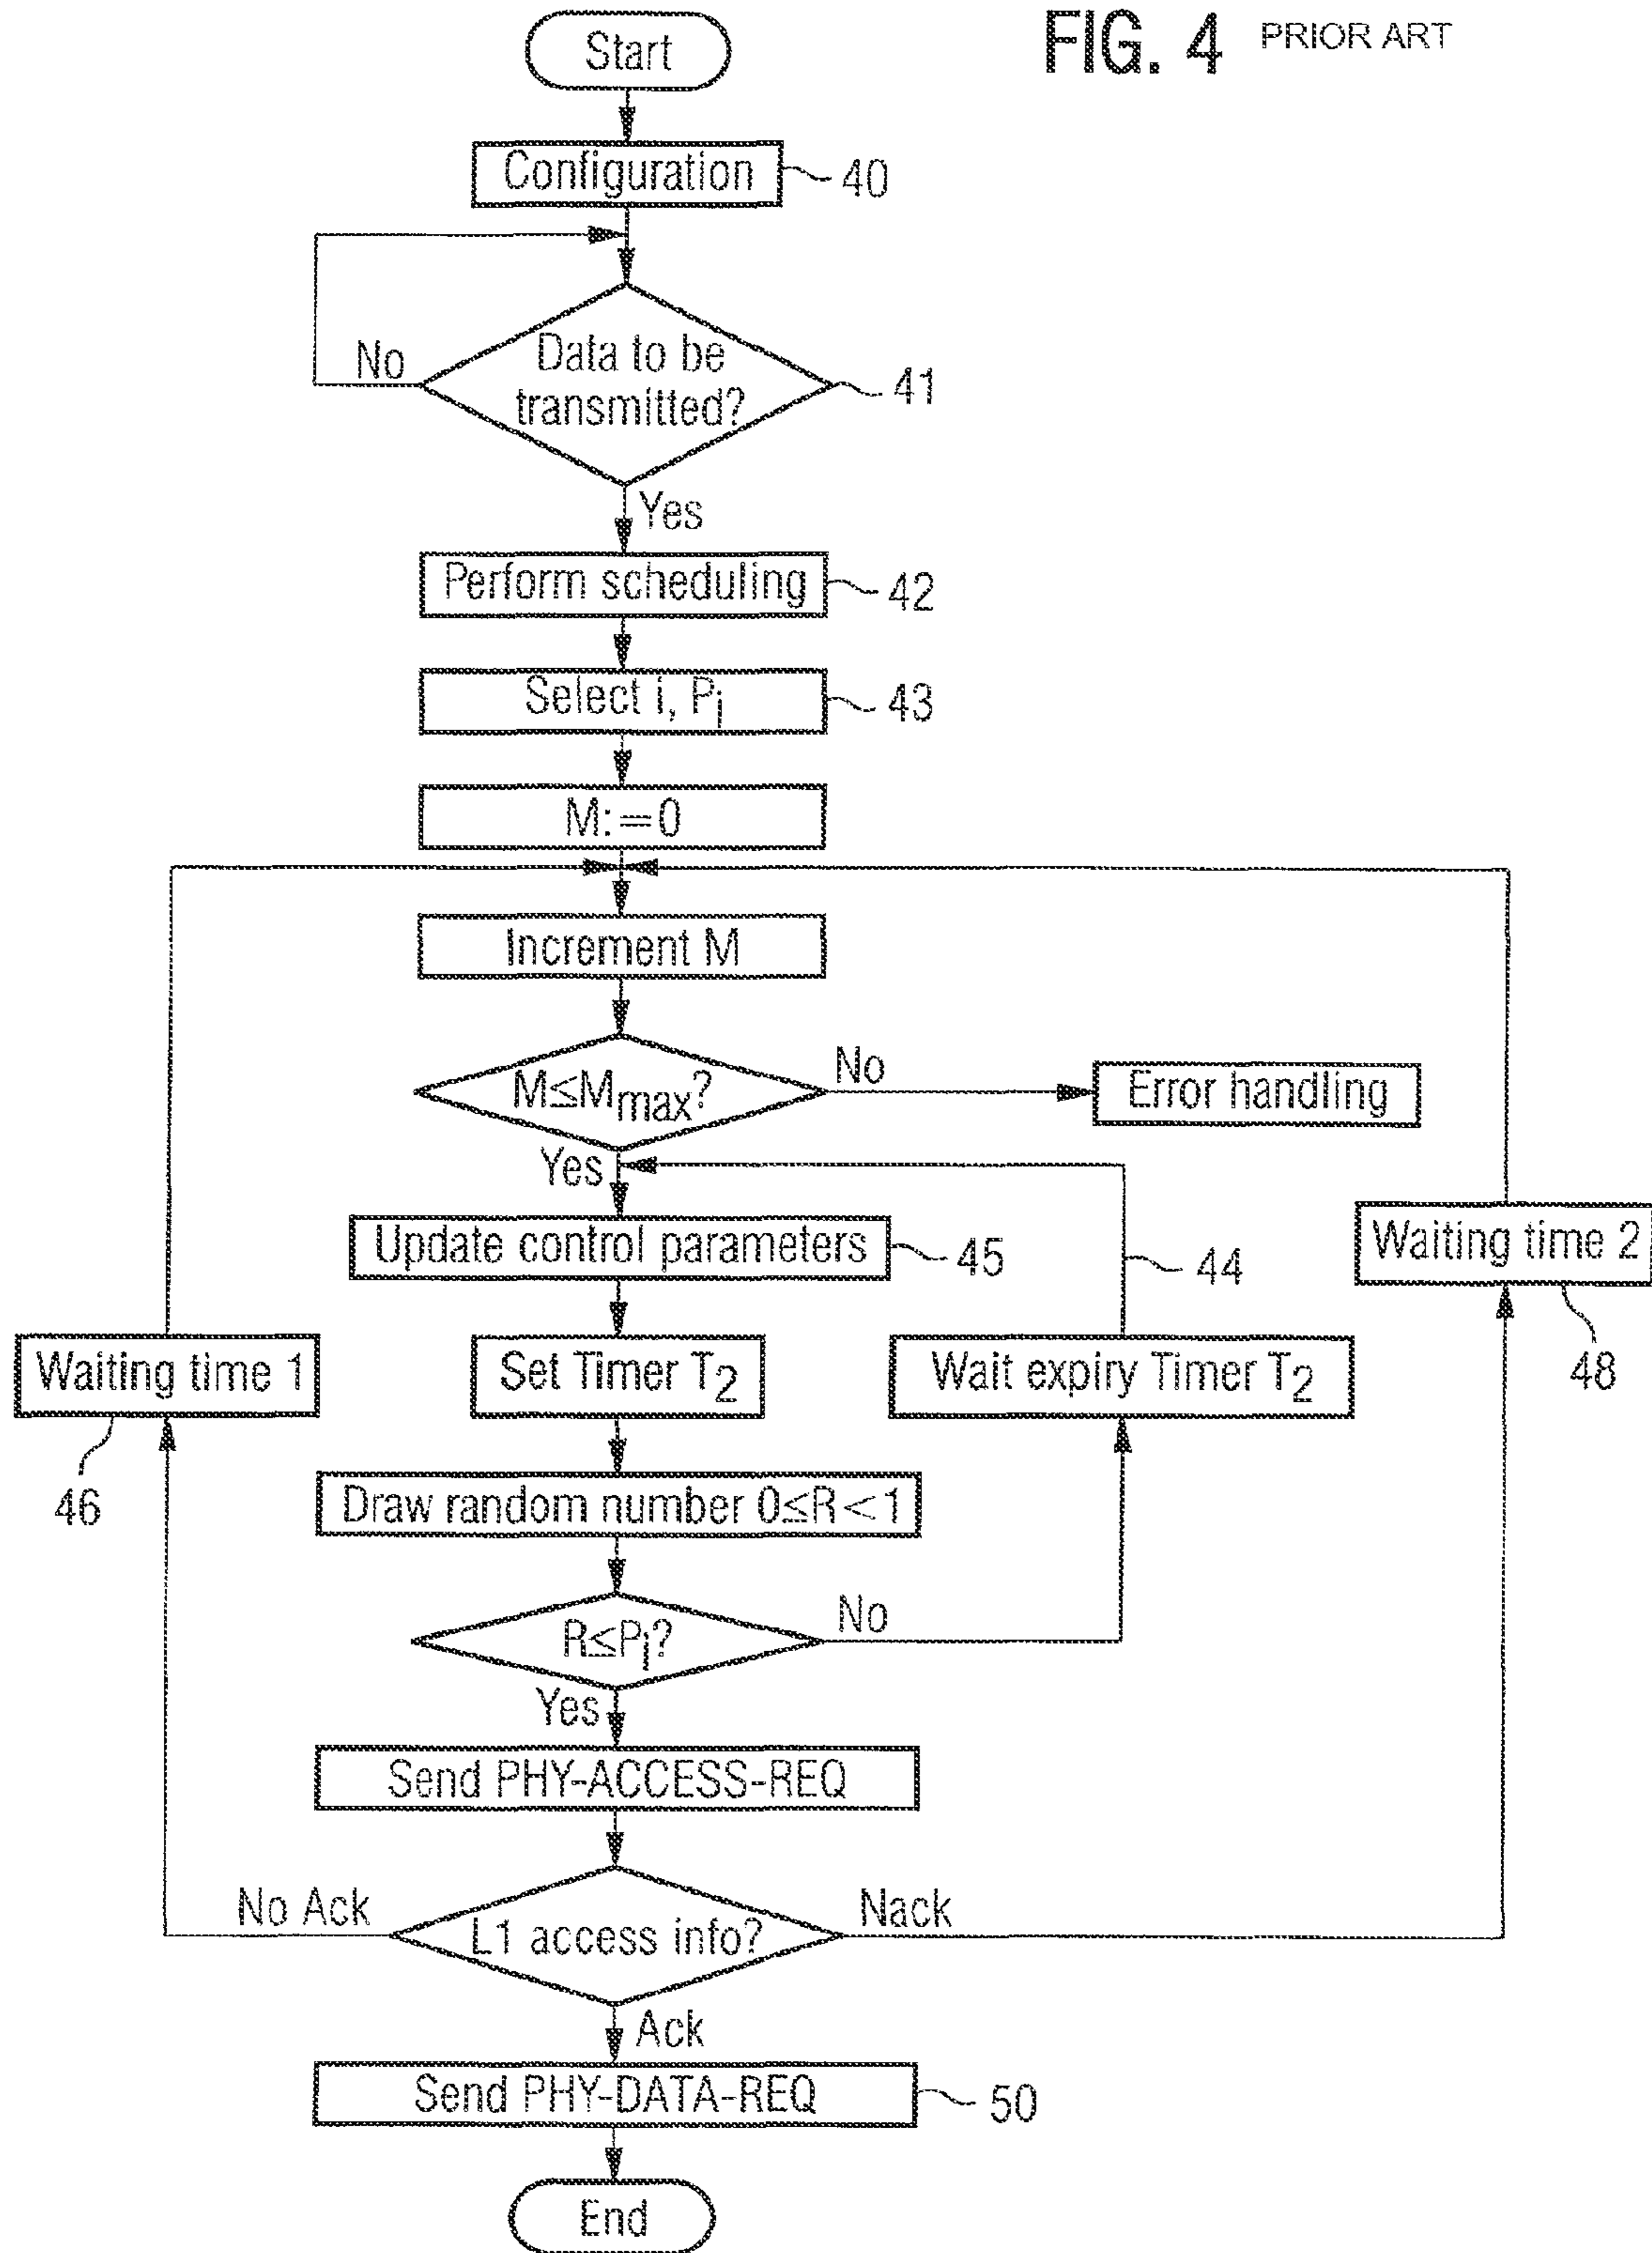 FIG. 4 PRIOR ART
Start
Configuration
40
Data to be
transmitted?
41
No
Yes
Perform scheduling
42
Select i, Pi
43
M:=0
Increment M
M≤Mmax?
No
Error handling
Yes
Update control parameters
45
44
Waiting time 2
48
Waiting time 1
46
Set Timer T2
Wait expiry Timer T2
Draw random number 0≤R<1
R≤Pi?
No
Yes
Send PHY-ACCESS-REQ
L1 access info?
No Ack
Nack
Ack
Send PHY-DATA-REQ
50
End